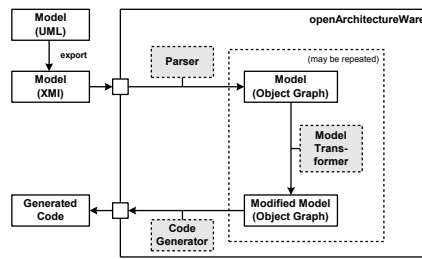 openArchitectureWare
Model
(UML)
export
Model
(XMI)
Parser
(may be repeated)
Model
(Object Graph)
Model
Trans-
former
Generated
Code
Code
Generator
Modified Model
(Object Graph)